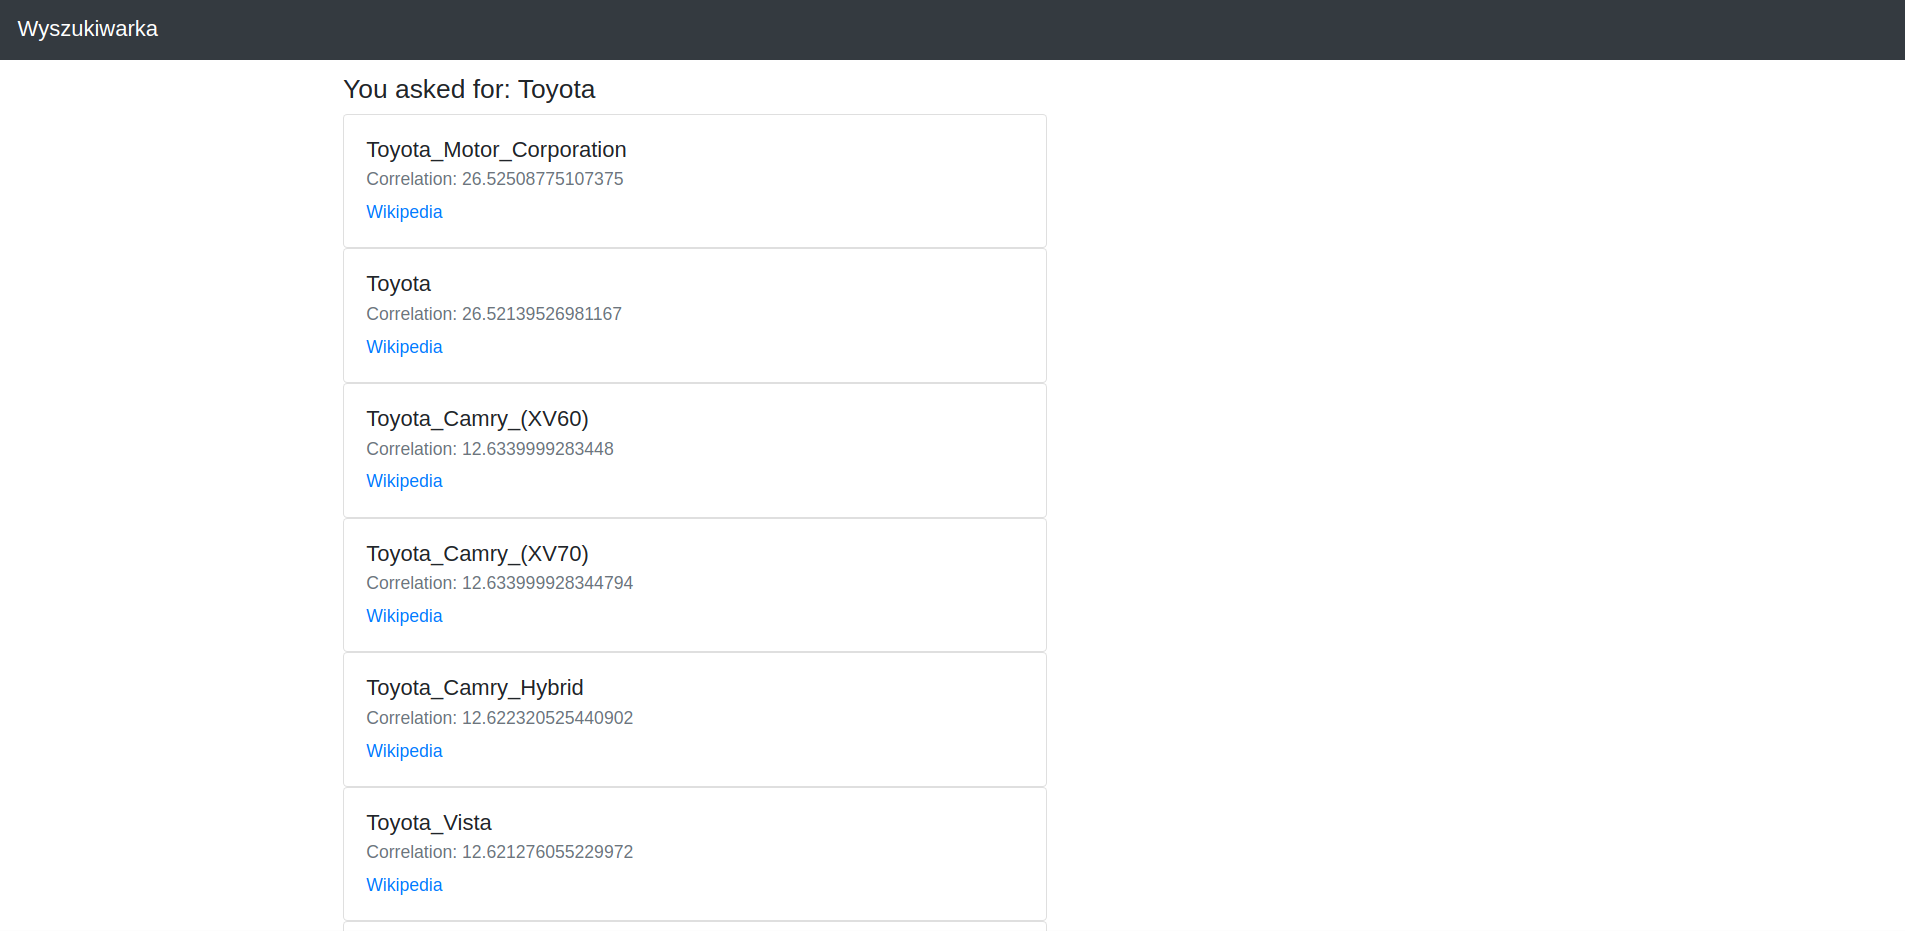 Wyszukiwarka
You asked for: Toyota
Toyota_Motor_Corporation
Correlation: 26.52508775107375
Wikipedia
Toyota
Correlation: 26.52139526981167
Wikipedia
Toyota_Camry_(XV60)
Correlation: 12.6339999283448
Wikipedia
Toyota_Camry_(XV70)
Correlation: 12.633999928344794
Wikipedia
Toyota_Camry_Hybrid
Correlation: 12.622320525440902
Wikipedia
Toyota_Vista
Correlation: 12.621276055229972
Wikipedia